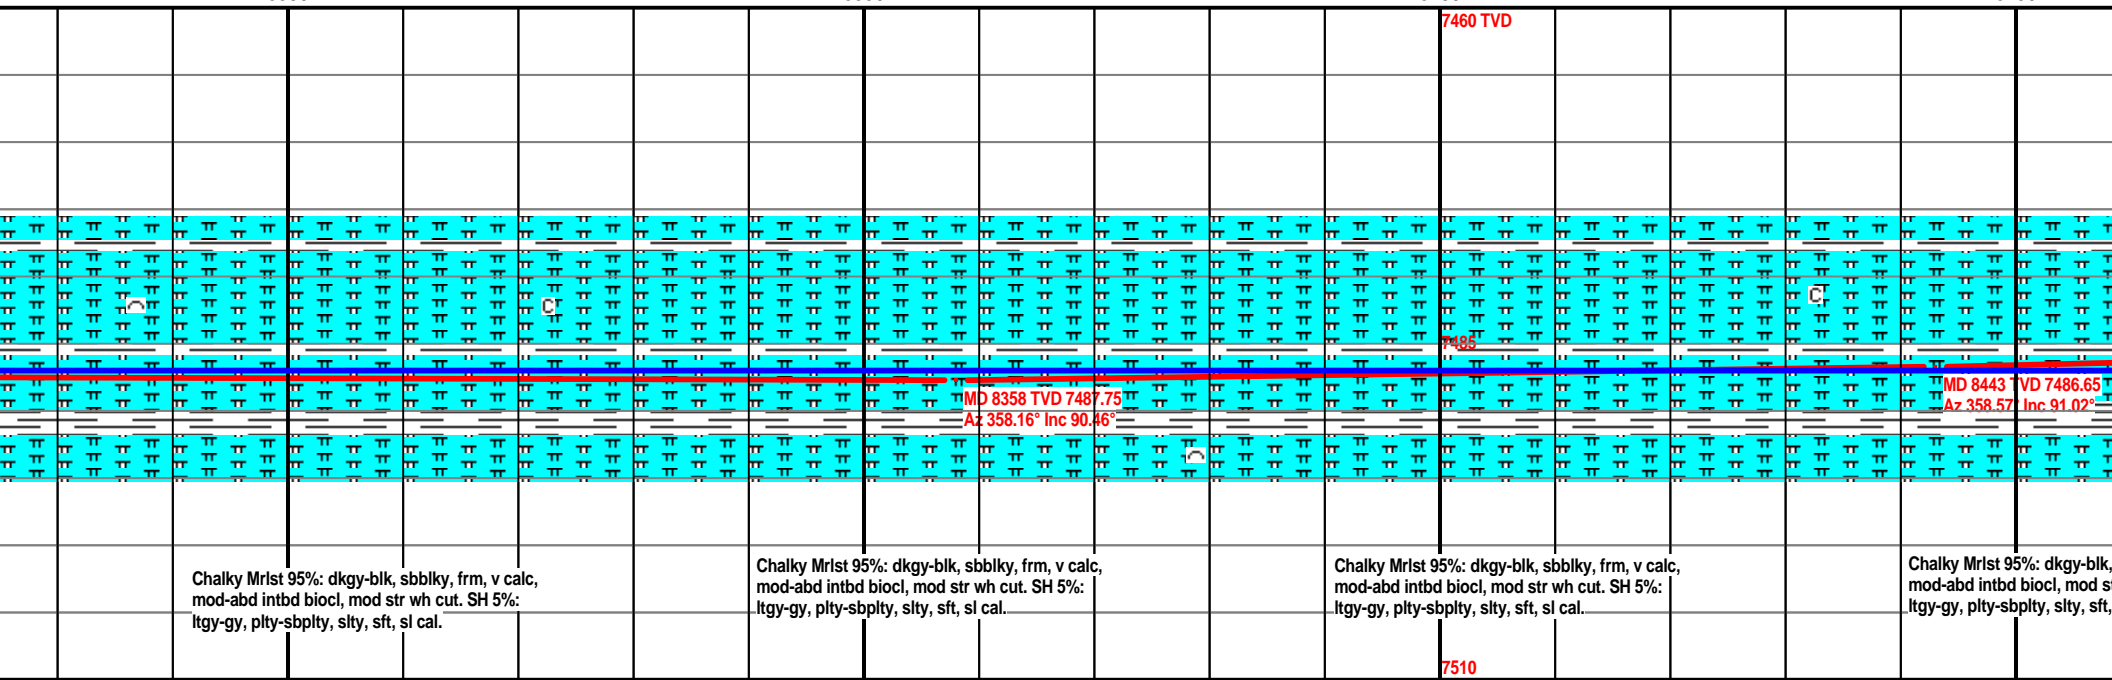 7460 TVD
7485
MD 8358 TVD 7487.75
Az 358.16° Inc 90.46°
MD 8443 TVD 7486.65
Az 358.57° Inc 91.02°
Chalky Mrlst 95%: dkgy-blk, sbblky, frm, v calc,
mod-abd intbd biocl, mod str wh cut. SH 5%:
ltgy-gy, plty-sbplty, slty, sft, sl cal.
Chalky Mrlst 95%: dkgy-blk, sbblky, frm, v calc,
mod-abd intbd biocl, mod str wh cut. SH 5%:
ltgy-gy, plty-sbplty, slty, sft, sl cal.
Chalky Mrlst 95%: dkgy-blk, sbblky, frm, v calc,
mod-abd intbd biocl, mod str wh cut. SH 5%:
ltgy-gy, plty-sbplty, slty, sft, sl cal.
Chalky Mrlst 95%: dkgy-blk,
mod-abd intbd biocl, mod
ltgy-gy, plty-sbplty, slty, sft,
7510